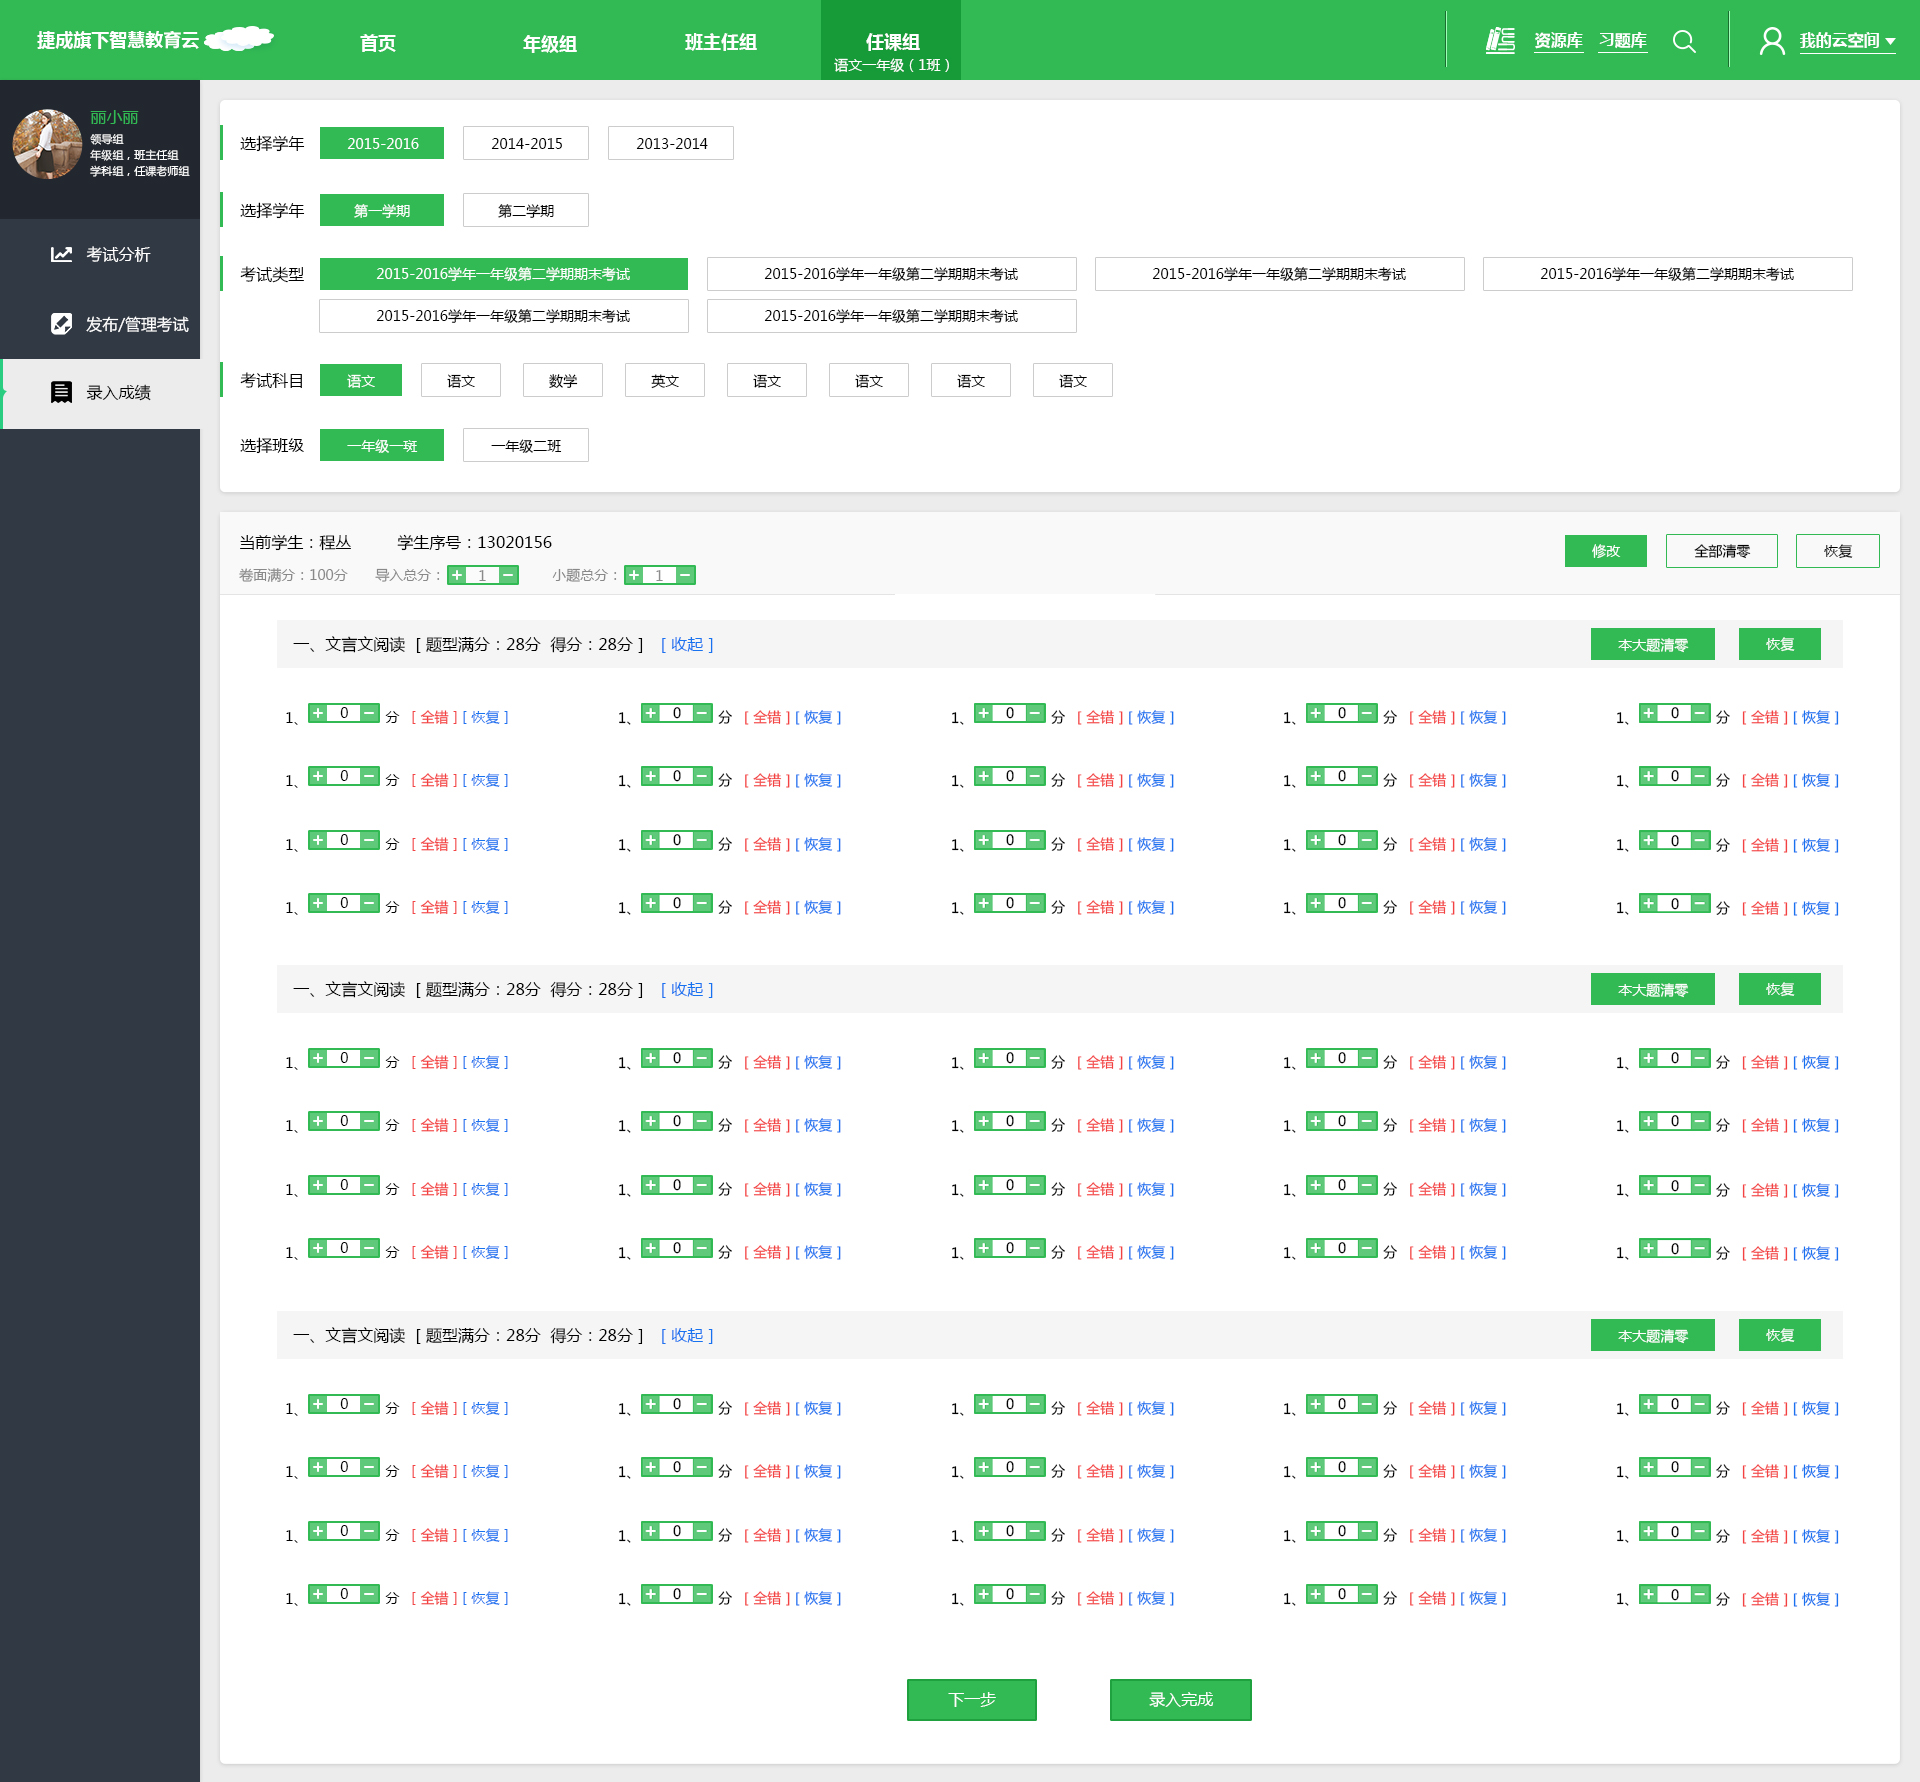 捷成旗下智慧教育云 首页 年级组 班主任组 任课组 资源库 习题库 我的云空间
语文一年级（1班）
丽小丽
领导组
年级组，班主任组
学科组，任课老师组
考试分析
发布/管理考试
录入成绩
选择学年 2015-2016 2014-2015 2013-2014
选择学年 第一学期 第二学期
考试类型 2015-2016学年一年级第二学期期末考试 2015-2016学年一年级第二学期期末考试 2015-2016学年一年级第二学期期末考试 2015-2016学年一年级第二学期期末考试
2015-2016学年一年级第二学期期末考试 2015-2016学年一年级第二学期期末考试
考试科目 语文 语文 数学 英文 语文 语文 语文 语文
选择班级 一年级一斑 一年级二班
当前学生：程丛 学生序号：13020156 修改 全部清零 恢复
卷面满分：100分 导入总分： + 1 − 小题总分： + 1 −
一、文言文阅读 [ 题型满分：28分 得分：28分 ] [ 收起 ] 本大题清零 恢复
1、 + 0 − 分 [ 全错 ] [ 恢复 ] 1、 + 0 − 分 [ 全错 ] [ 恢复 ] 1、 + 0 − 分 [ 全错 ] [ 恢复 ] 1、 + 0 − 分 [ 全错 ] [ 恢复 ] 1、 + 0 − 分 [ 全错 ] [ 恢复 ]
1、 + 0 − 分 [ 全错 ] [ 恢复 ] 1、 + 0 − 分 [ 全错 ] [ 恢复 ] 1、 + 0 − 分 [ 全错 ] [ 恢复 ] 1、 + 0 − 分 [ 全错 ] [ 恢复 ] 1、 + 0 − 分 [ 全错 ] [ 恢复 ]
1、 + 0 − 分 [ 全错 ] [ 恢复 ] 1、 + 0 − 分 [ 全错 ] [ 恢复 ] 1、 + 0 − 分 [ 全错 ] [ 恢复 ] 1、 + 0 − 分 [ 全错 ] [ 恢复 ] 1、 + 0 − 分 [ 全错 ] [ 恢复 ]
1、 + 0 − 分 [ 全错 ] [ 恢复 ] 1、 + 0 − 分 [ 全错 ] [ 恢复 ] 1、 + 0 − 分 [ 全错 ] [ 恢复 ] 1、 + 0 − 分 [ 全错 ] [ 恢复 ] 1、 + 0 − 分 [ 全错 ] [ 恢复 ]
一、文言文阅读 [ 题型满分：28分 得分：28分 ] [ 收起 ] 本大题清零 恢复
1、 + 0 − 分 [ 全错 ] [ 恢复 ] 1、 + 0 − 分 [ 全错 ] [ 恢复 ] 1、 + 0 − 分 [ 全错 ] [ 恢复 ] 1、 + 0 − 分 [ 全错 ] [ 恢复 ] 1、 + 0 − 分 [ 全错 ] [ 恢复 ]
1、 + 0 − 分 [ 全错 ] [ 恢复 ] 1、 + 0 − 分 [ 全错 ] [ 恢复 ] 1、 + 0 − 分 [ 全错 ] [ 恢复 ] 1、 + 0 − 分 [ 全错 ] [ 恢复 ] 1、 + 0 − 分 [ 全错 ] [ 恢复 ]
1、 + 0 − 分 [ 全错 ] [ 恢复 ] 1、 + 0 − 分 [ 全错 ] [ 恢复 ] 1、 + 0 − 分 [ 全错 ] [ 恢复 ] 1、 + 0 − 分 [ 全错 ] [ 恢复 ] 1、 + 0 − 分 [ 全错 ] [ 恢复 ]
1、 + 0 − 分 [ 全错 ] [ 恢复 ] 1、 + 0 − 分 [ 全错 ] [ 恢复 ] 1、 + 0 − 分 [ 全错 ] [ 恢复 ] 1、 + 0 − 分 [ 全错 ] [ 恢复 ] 1、 + 0 − 分 [ 全错 ] [ 恢复 ]
一、文言文阅读 [ 题型满分：28分 得分：28分 ] [ 收起 ] 本大题清零 恢复
1、 + 0 − 分 [ 全错 ] [ 恢复 ] 1、 + 0 − 分 [ 全错 ] [ 恢复 ] 1、 + 0 − 分 [ 全错 ] [ 恢复 ] 1、 + 0 − 分 [ 全错 ] [ 恢复 ] 1、 + 0 − 分 [ 全错 ] [ 恢复 ]
1、 + 0 − 分 [ 全错 ] [ 恢复 ] 1、 + 0 − 分 [ 全错 ] [ 恢复 ] 1、 + 0 − 分 [ 全错 ] [ 恢复 ] 1、 + 0 − 分 [ 全错 ] [ 恢复 ] 1、 + 0 − 分 [ 全错 ] [ 恢复 ]
1、 + 0 − 分 [ 全错 ] [ 恢复 ] 1、 + 0 − 分 [ 全错 ] [ 恢复 ] 1、 + 0 − 分 [ 全错 ] [ 恢复 ] 1、 + 0 − 分 [ 全错 ] [ 恢复 ] 1、 + 0 − 分 [ 全错 ] [ 恢复 ]
1、 + 0 − 分 [ 全错 ] [ 恢复 ] 1、 + 0 − 分 [ 全错 ] [ 恢复 ] 1、 + 0 − 分 [ 全错 ] [ 恢复 ] 1、 + 0 − 分 [ 全错 ] [ 恢复 ] 1、 + 0 − 分 [ 全错 ] [ 恢复 ]
下一步 录入完成